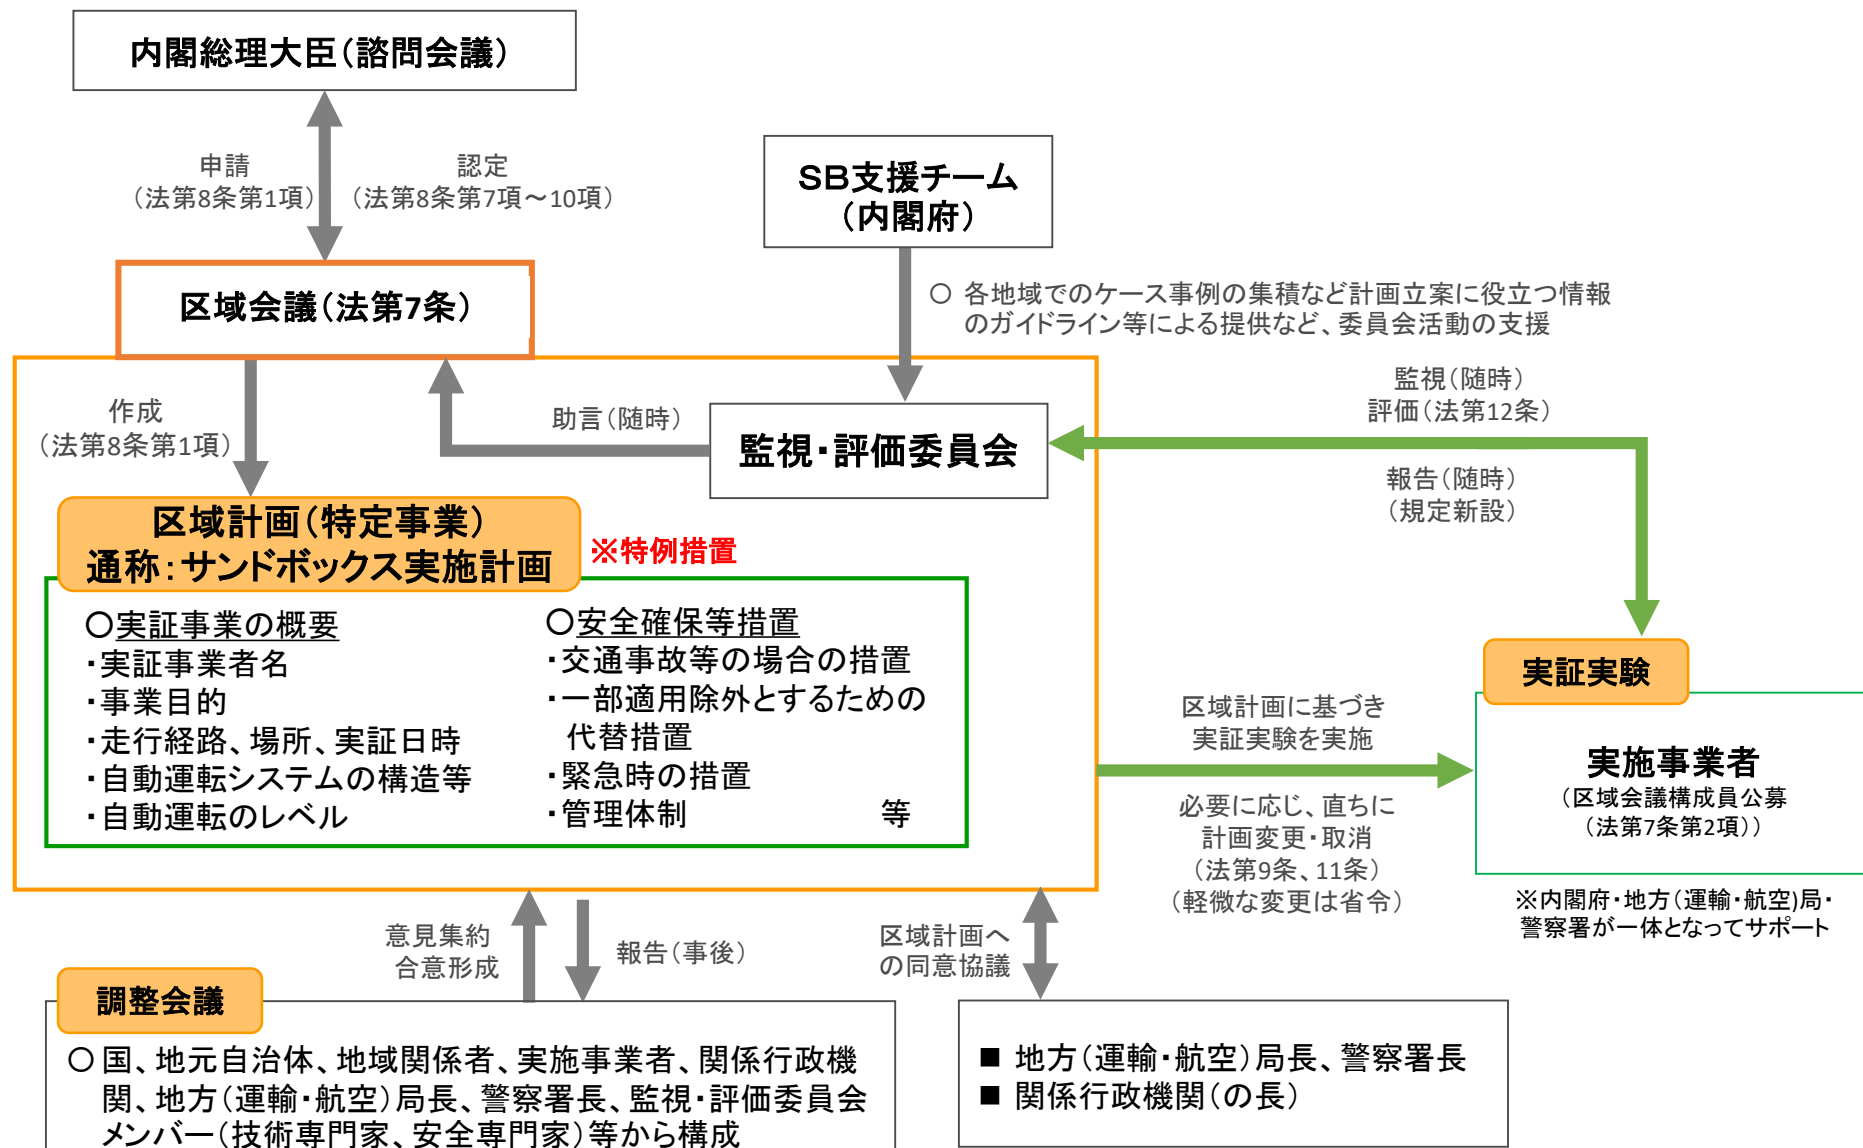 内閣総理大臣（諮問会議）
申請
（法第8条第1項）
認定
（法第8条第7項～10項）
ＳＢ支援チーム
（内閣府）
区域会議（法第7条）
○ 各地域でのケース事例の集積など計画立案に役立つ情報
のガイドライン等による提供など、委員会活動の支援
作成
（法第8条第1項）
助言（随時）
監視・評価委員会
監視（随時）
評価（法第12条）
報告（随時）
（規定新設）
区域計画（特定事業）
通称：サンドボックス実施計画
※特例措置
○実証事業の概要
・実証事業者名
・事業目的
・走行経路、場所、実証日時
・自動運転システムの構造等
・自動運転のレベル
○安全確保等措置
・交通事故等の場合の措置
・一部適用除外とするための
代替措置
・緊急時の措置
・管理体制　等
区域計画に基づき
実証実験を実施
必要に応じ、直ちに
計画変更・取消
（法第9条、11条）
（軽微な変更は省令）
実証実験
実施事業者
（区域会議構成員公募
（法第7条第2項））
※内閣府・地方（運輸・航空)局・
警察署が一体となってサポート
意見集約
合意形成
報告（事後）
区域計画へ
の同意協議
調整会議
○ 国、地元自治体、地域関係者、実施事業者、関係行政機
関、地方（運輸・航空）局長、警察署長、監視・評価委員会
メンバー（技術専門家、安全専門家）等から構成
■ 地方（運輸・航空）局長、警察署長
■ 関係行政機関（の長）